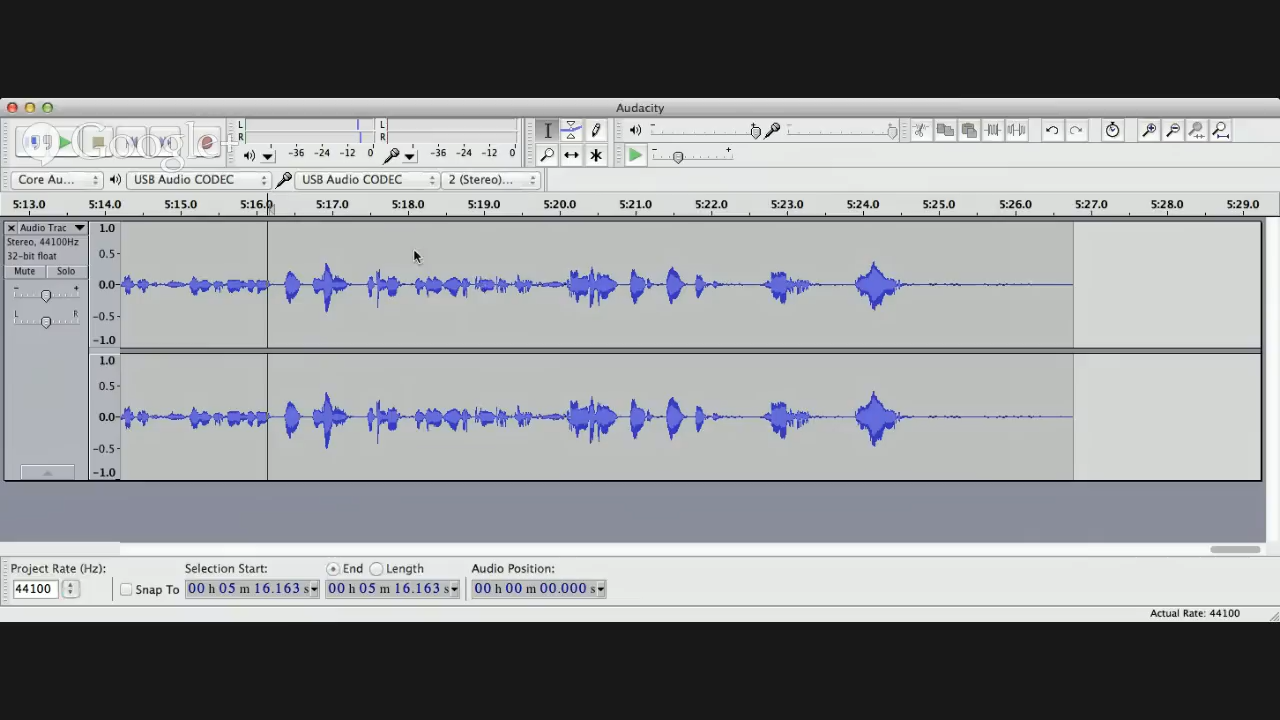 Audacity
Google+
L L
R R
-36 -24 -12 0 -36 -24 -12 0
Core Au... USB Audio CODEC USB Audio CODEC 2 (Stereo)...
5:13.0 5:14.0 5:15.0 5:16.0 5:17.0 5:18.0 5:19.0 5:20.0 5:21.0 5:22.0 5:23.0 5:24.0 5:25.0 5:26.0 5:27.0 5:28.0 5:29.0
Audio Trac 1.0
Stereo, 44100Hz
32-bit float 0.5-
Mute Solo
- + 0.0-
L R -0.5-
-1.0
1.0
0.5-
0.0-
-0.5-
-1.0
Project Rate (Hz): Selection Start: End Length Audio Position:
44100 Snap To 00 h 05 m 16.163 s 00 h 05 m 16.163 s 00 h 00 m 00.000 s
Actual Rate: 44100